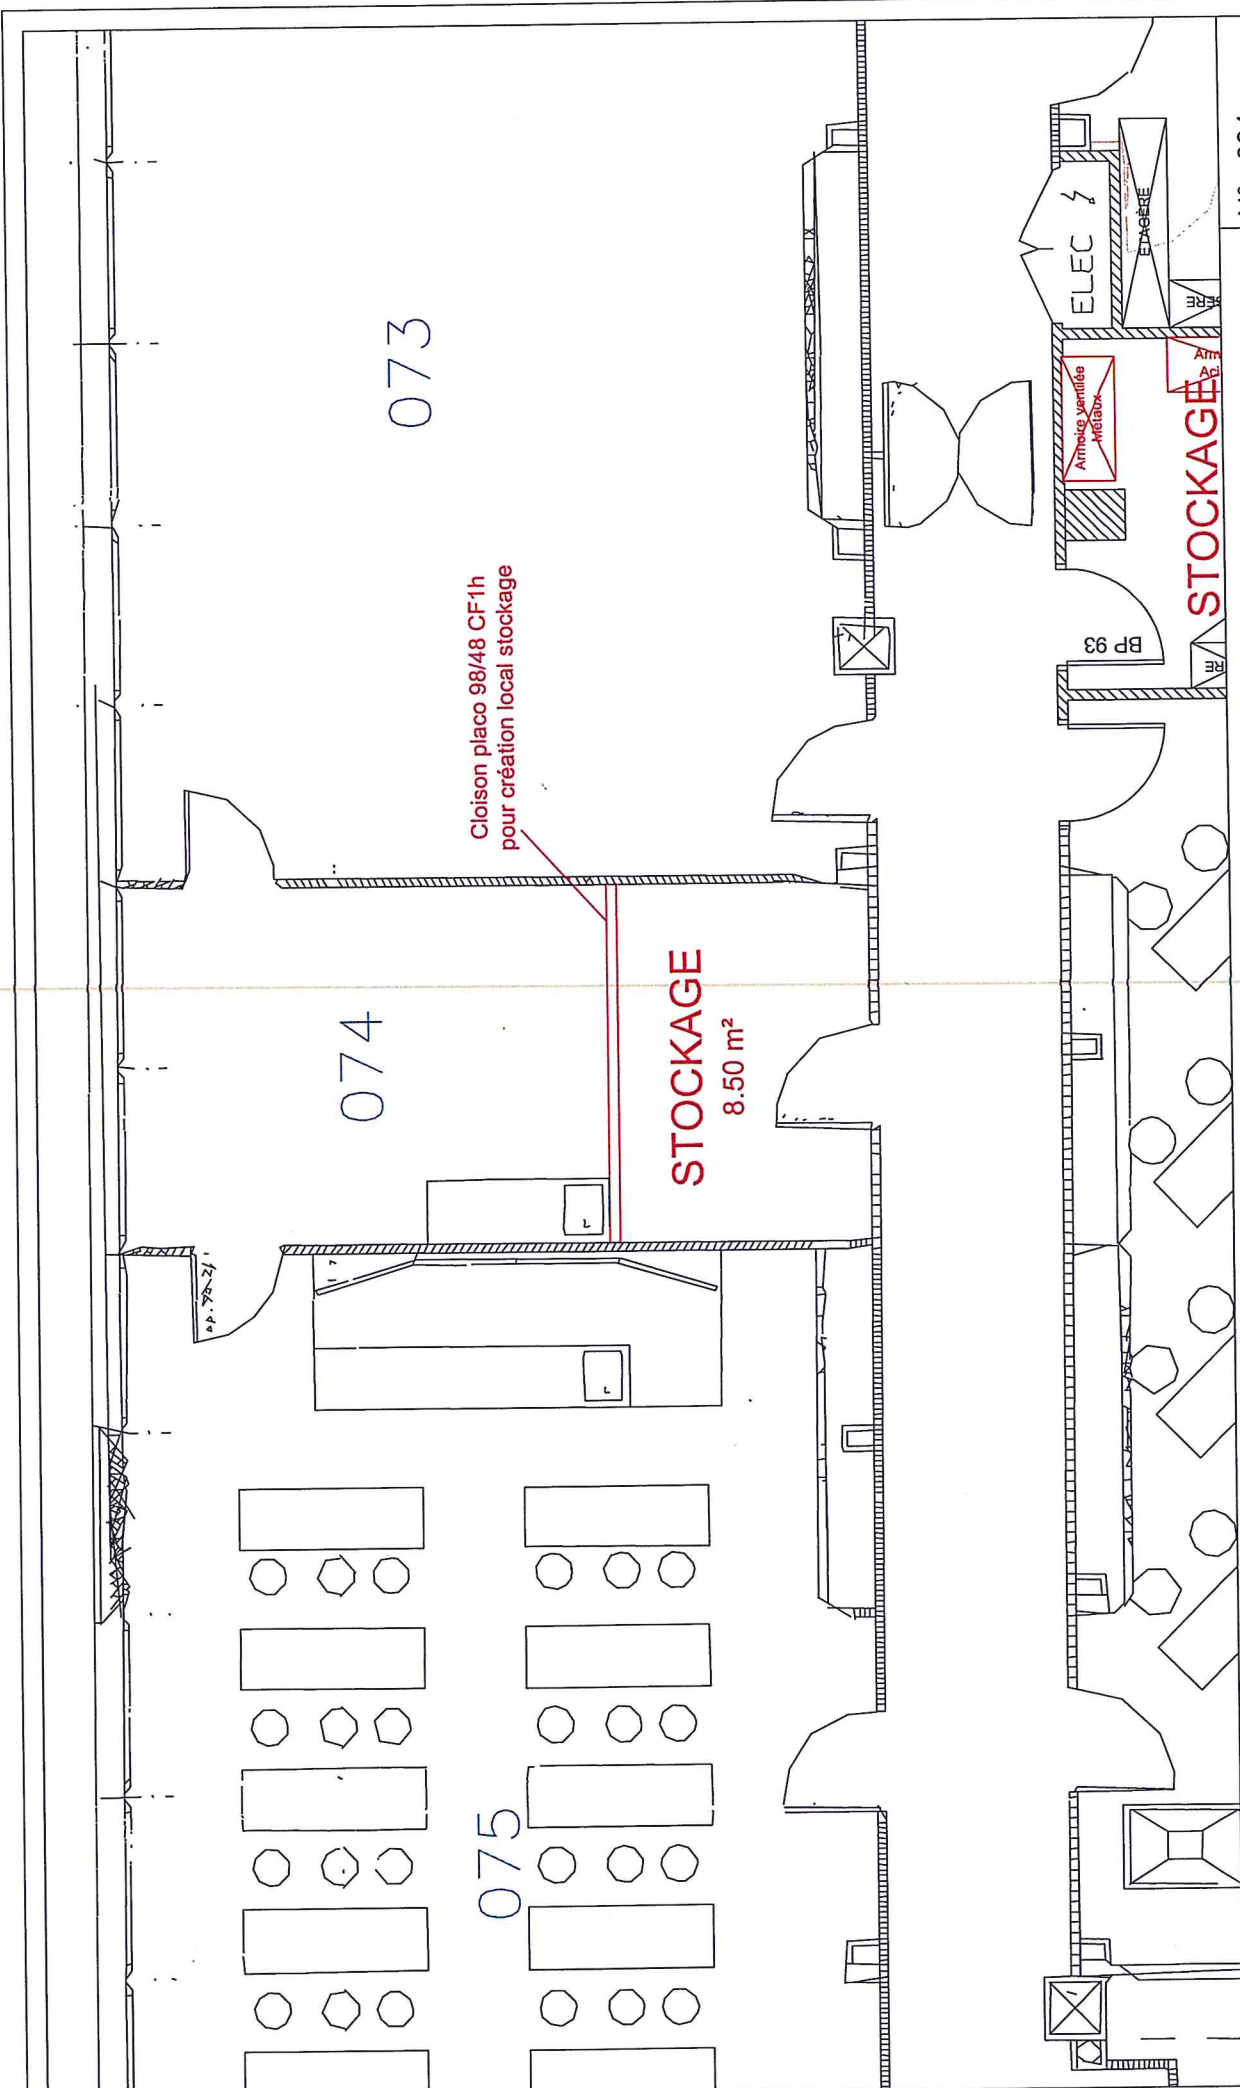 073
Cloison placo 98/48 CF1h
pour création local stockage
074
STOCKAGE
8.50 m²
075
ELEC
ETAGÈRE
Armoire ventilée
Métaux
STOCKAGE
BP 93